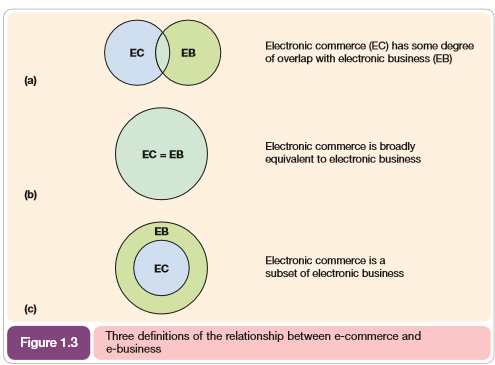 EC
EB
Electronic commerce (EC) has some degree
of overlap with electronic business (EB)
(a)
EC = EB
Electronic commerce is broadly
equivalent to electronic business
(b)
EB
EC
Electronic commerce is a
subset of electronic business
(c)
Figure 1.3
Three definitions of the relationship between e-commerce and
e-business